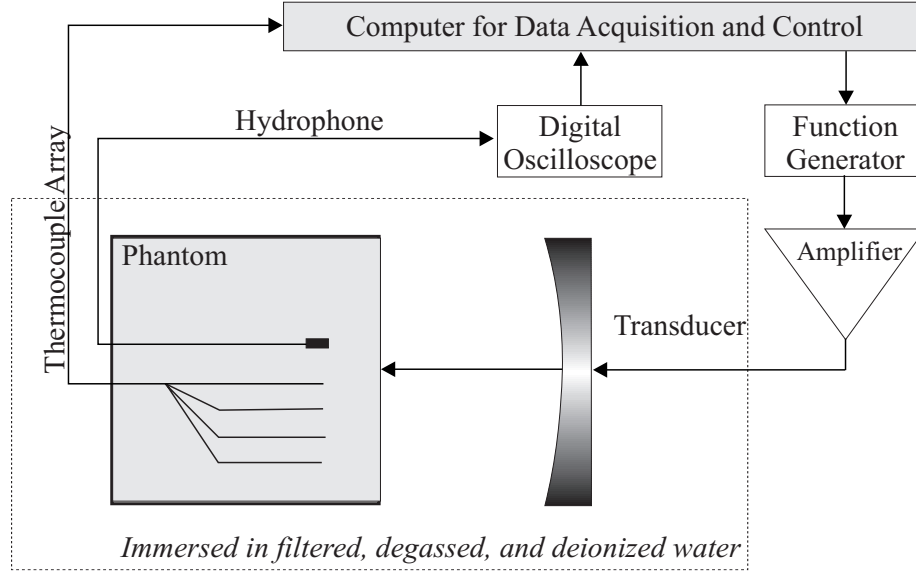 Computer for Data Acquisition and Control
Hydrophone
Digital
Oscilloscope
Function
Generator
Thermocouple Array
Phantom
Amplifier
Transducer
Immersed in filtered, degassed, and deionized water